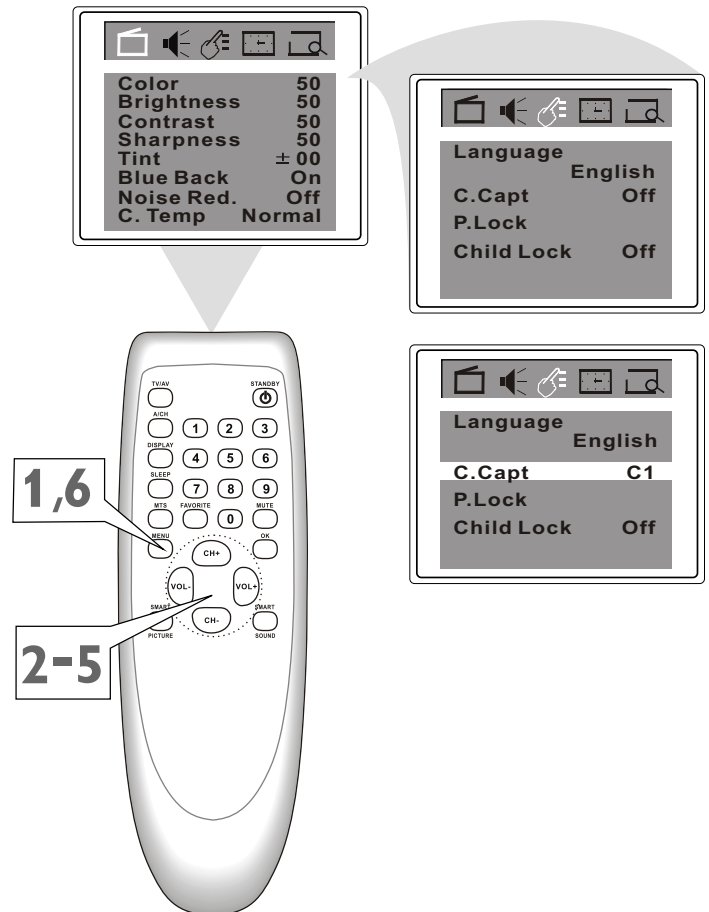 Color 50
Brightness 50
Contrast 50
Sharpness 50
Tint ±00
Blue Back On
Noise Red. Off
C. Temp Normal
Language
English
C.Capt Off
P.Lock
Child Lock Off
Language
English
C.Capt C1
P.Lock
Child Lock Off
TV/AV STANDBY
A/CH
1 2 3
DISPLAY
4 5 6
SLEEP
7 8 9
MTS FAVORITE MUTE
0
MENU OK
CH+
VOL- VOL+
SMART SMART
CH-
PICTURE SOUND
1,6
2-5